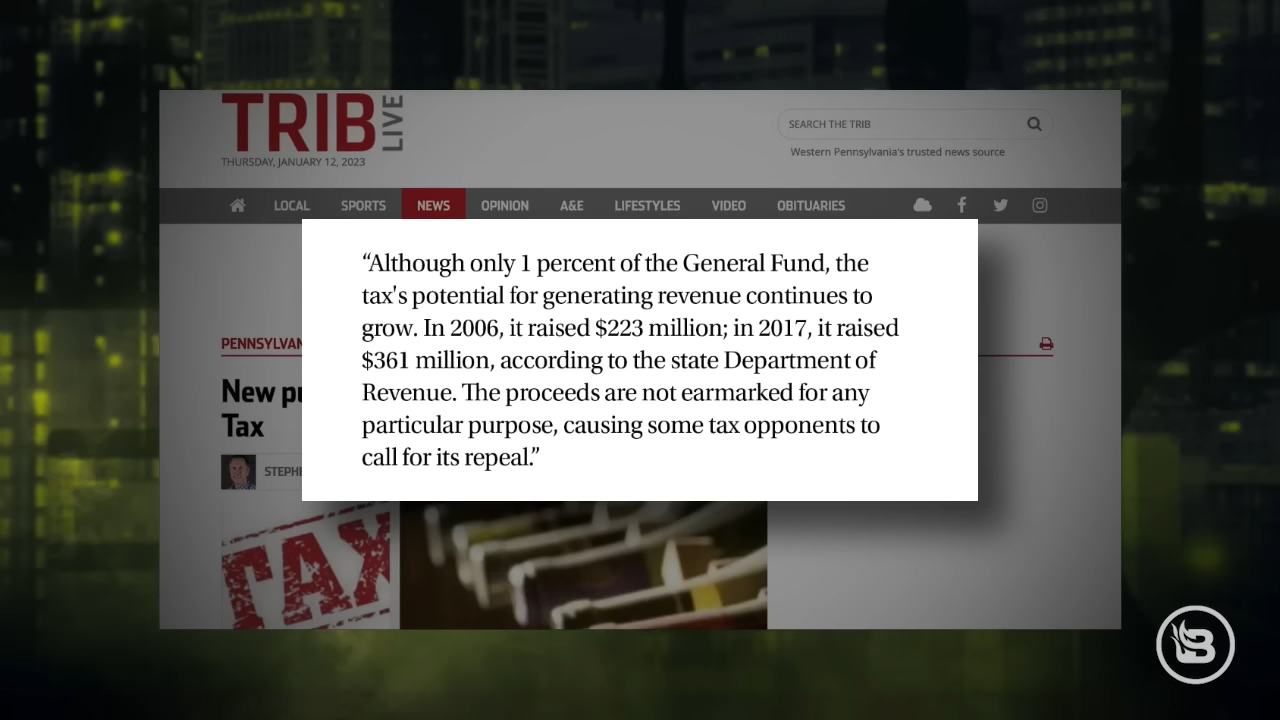 TRIB LIVE
THURSDAY, JANUARY 12, 2023
SEARCH THE TRIB
Western Pennsylvania's trusted news source
LOCAL SPORTS NEWS OPINION A&E LIFESTYLES VIDEO OBITUARIES
“Although only 1 percent of the General Fund, the
tax's potential for generating revenue continues to
grow. In 2006, it raised $223 million; in 2017, it raised
$361 million, according to the state Department of
Revenue. The proceeds are not earmarked for any
particular purpose, causing some tax opponents to
call for its repeal.”
PENNSYLVAN
New
Tax
STEPHE
TAX
B